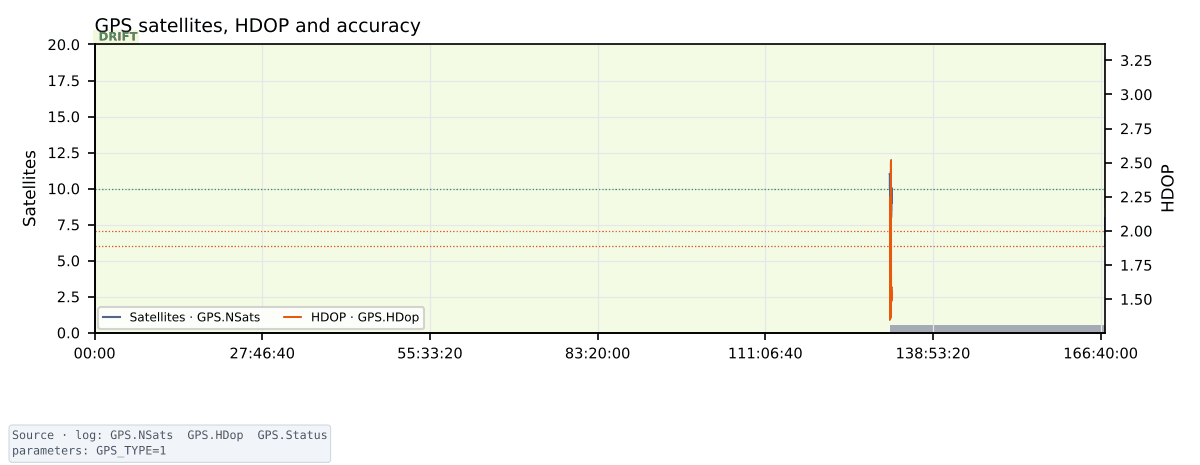 GPS satellites, HDOP and accuracy
DRIFT
20.0
17.5
15.0
12.5
10.0
7.5
5.0
2.5
0.0
Satellites
3.25
3.00
2.75
2.50
2.25
2.00
1.75
1.50
HDOP
Satellites · GPS.NSats HDOP · GPS.HDop
00:00 27:46:40 55:33:20 83:20:00 111:06:40 138:53:20 166:40:00
Source · log: GPS.NSats GPS.HDop GPS.Status
parameters: GPS_TYPE=1